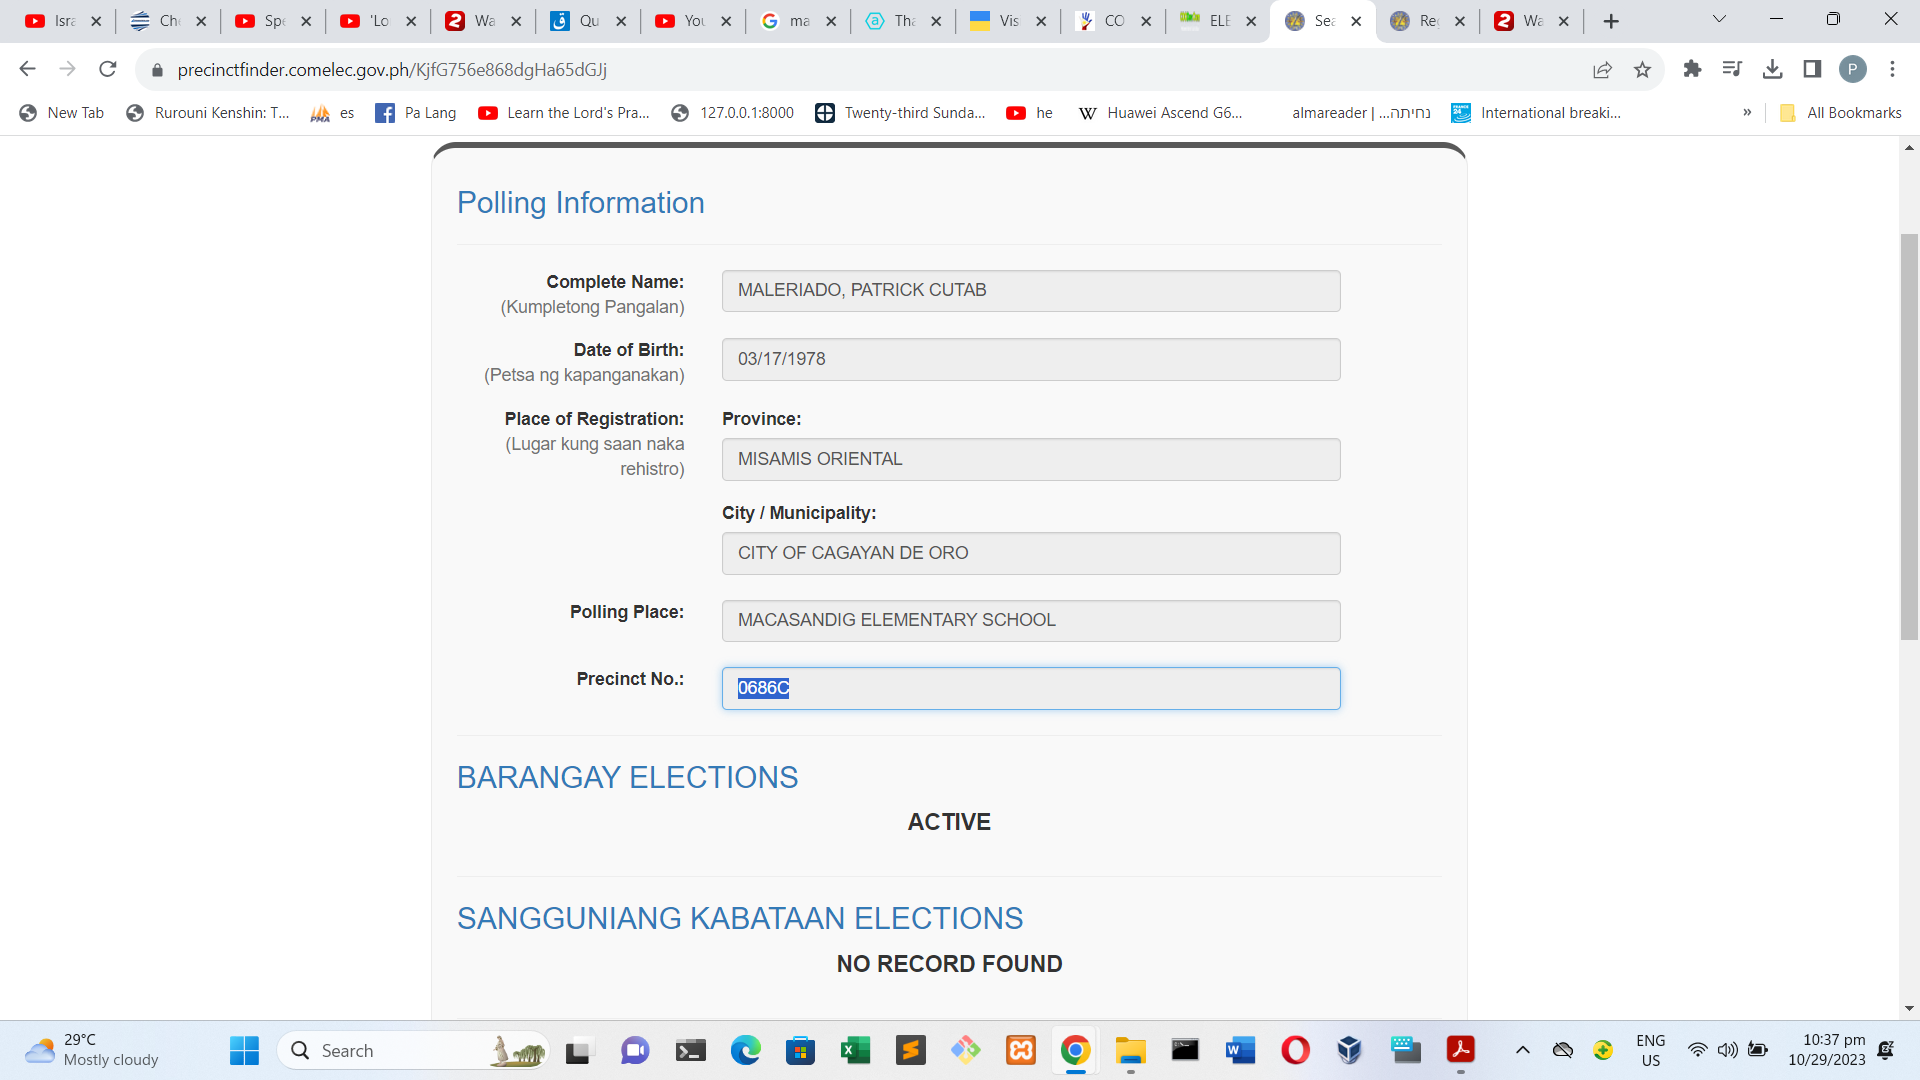 Isra
Che
Spe
'Lo
Wa
Qu
You
ma
Tha
Vis
CO
ELE
Sea
Reg
Wa
precinctfinder.comelec.gov.ph/KjfG756e868dgHa65dGJj
P
New Tab
Rurouni Kenshin: T...
es
Pa Lang
Learn the Lord's Pra...
127.0.0.1:8000
Twenty-third Sunda...
he
Huawei Ascend G6...
almareader | ...נחיתה
International breaki...
»
All Bookmarks
Polling Information
Complete Name:
(Kumpletong Pangalan)
MALERIADO, PATRICK CUTAB
Date of Birth:
(Petsa ng kapanganakan)
03/17/1978
Place of Registration:
(Lugar kung saan naka
rehistro)
Province:
MISAMIS ORIENTAL
City / Municipality:
CITY OF CAGAYAN DE ORO
Polling Place:
MACASANDIG ELEMENTARY SCHOOL
Precinct No.:
0686C
BARANGAY ELECTIONS
ACTIVE
SANGGUNIANG KABATAAN ELECTIONS
NO RECORD FOUND
29°C
Mostly cloudy
Search
ENG
US
10:37 pm
10/29/2023